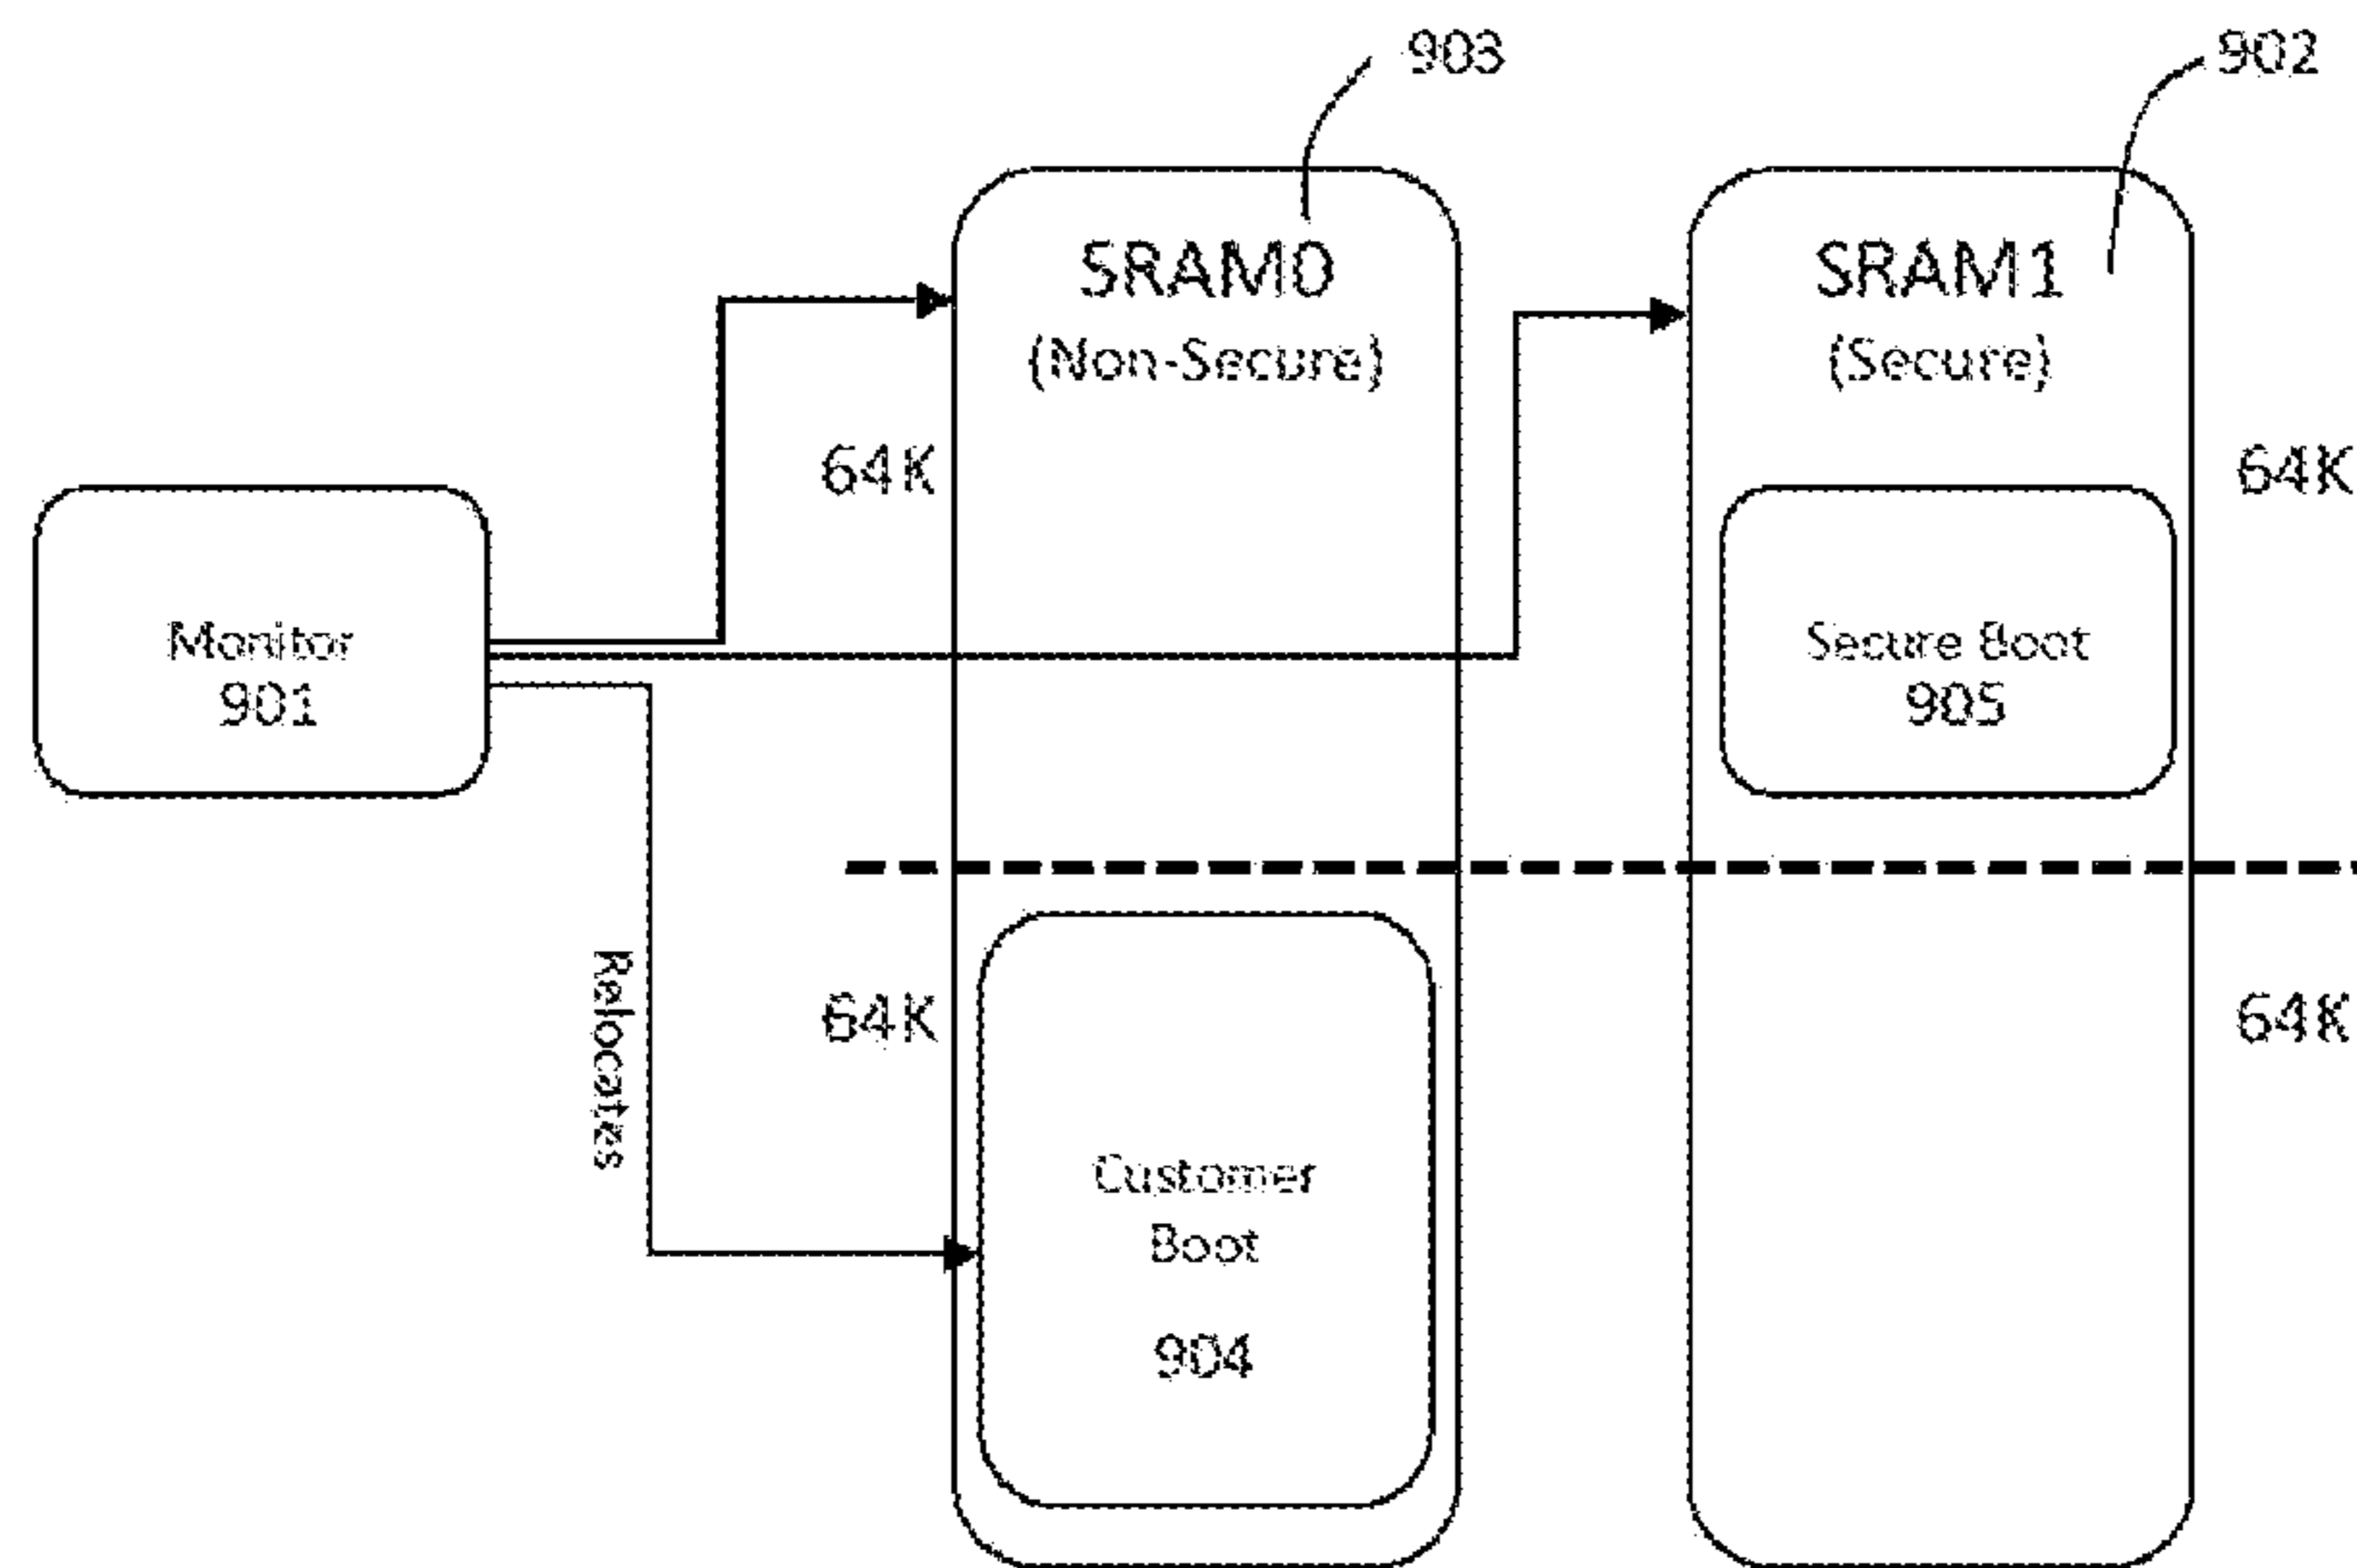 903
902
SRAM0
(Non-Secure)
SRAM1
(Secure)
64K
64K
Monitor
901
Secure Boot
905
Relocates
64K
64K
Customer
Boot
904